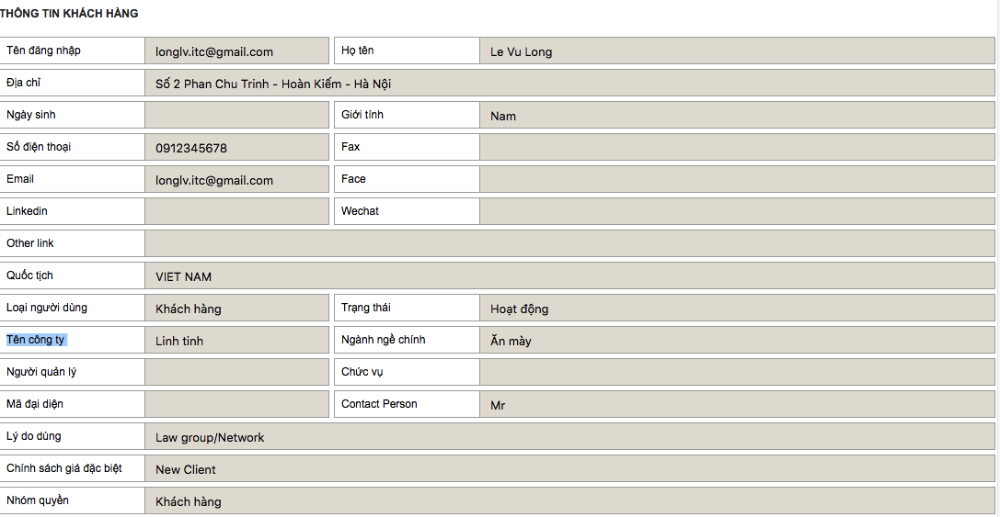 THÔNG TIN KHÁCH HÀNG
Tên đăng nhập longlv.itc@gmail.com Họ tên Le Vu Long
Địa chỉ Số 2 Phan Chu Trinh - Hoàn Kiếm - Hà Nội
Ngày sinh Giới tính Nam
Số điện thoại 0912345678 Fax
Email longlv.itc@gmail.com Face
Linkedin Wechat
Other link
Quốc tịch VIET NAM
Loại người dùng Khách hàng Trạng thái Hoạt động
Tên công ty Linh tinh Ngành ngề chính Ăn mày
Người quản lý Chức vụ
Mã đại diện Contact Person Mr
Lý do dùng Law group/Network
Chính sách giá đặc biệt New Client
Nhóm quyền Khách hàng